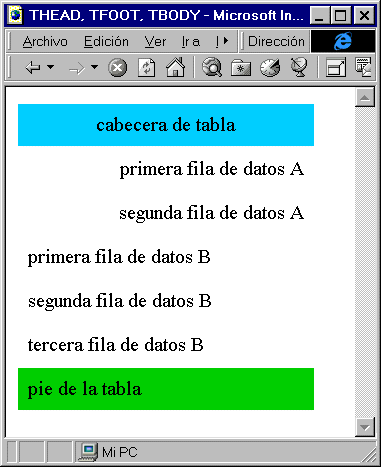 THEAD, TFOOT, TBODY - Microsoft In...
Archivo Edición Ver Ir a Dirección
cabecera de tabla
primera fila de datos A
segunda fila de datos A
primera fila de datos B
segunda fila de datos B
tercera fila de datos B
pie de la tabla
Mi PC